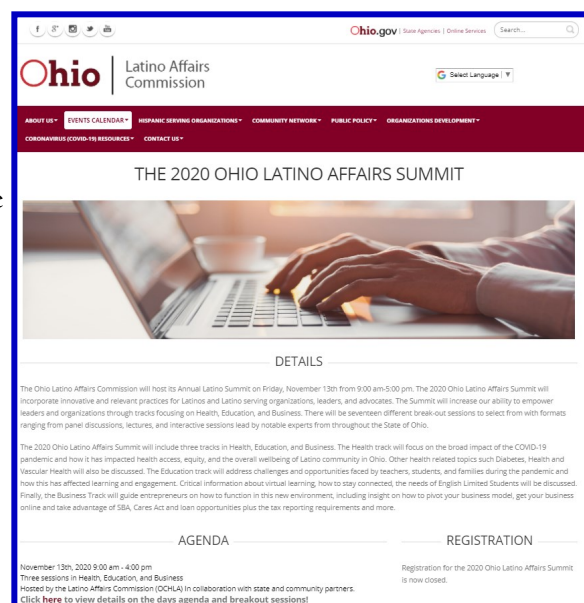 Ohio.gov | State Agencies | Online Services
Search...
Ohio | Latino Affairs
Commission
G Select Language ▼
ABOUT US EVENTS CALENDAR HISPANIC SERVING ORGANIZATIONS COMMUNITY NETWORK PUBLIC POLICY ORGANIZATIONS DEVELOPMENT
CORONAVIRUS (COVID-19) RESOURCES CONTACT US
THE 2020 OHIO LATINO AFFAIRS SUMMIT
DETAILS
The Ohio Latino Affairs Commission will host its Annual Latino Summit on Friday, November 13th from 9:00 am-5:00 pm. The 2020 Ohio Latino Affairs Summit will
incorporate innovative and relevant practices for Latinos and Latino serving organizations, leaders, and advocates. The Summit will increase our ability to empower
leaders and organizations through tracks focusing on Health, Education, and Business. There will be seventeen different break-out sessions to select from with formats
ranging from panel discussions, lectures, and interactive sessions lead by notable experts from throughout the State of Ohio.
The 2020 Ohio Latino Affairs Summit will include three tracks in Health, Education, and Business. The Health track will focus on the broad impact of the COVID-19
pandemic and how it has impacted health access, equity, and the overall wellbeing of Latino community in Ohio. Other health related topics such Diabetes, Health and
Vascular Health will also be discussed. The Education track will address challenges and opportunities faced by teachers, students, and families during the pandemic and
how this has affected learning and engagement. Critical information about virtual learning, how to stay connected, the needs of English Limited Students will be discussed.
Finally, the Business Track will guide entrepreneurs on how to function in this new environment, including insight on how to pivot your business model, get your business
online and take advantage of SBA, Cares Act and loan opportunities plus the tax reporting requirements and more.
AGENDA
November 13th, 2020 9:00 am - 4:00 pm
Three sessions in Health, Education, and Business
Hosted by the Latino Affairs Commission (OCHLA) In collaboration with state and community partners.
Click here to view details on the days agenda and breakout sessions!
REGISTRATION
Registration for the 2020 Ohio Latino Affairs Summit
is now closed.